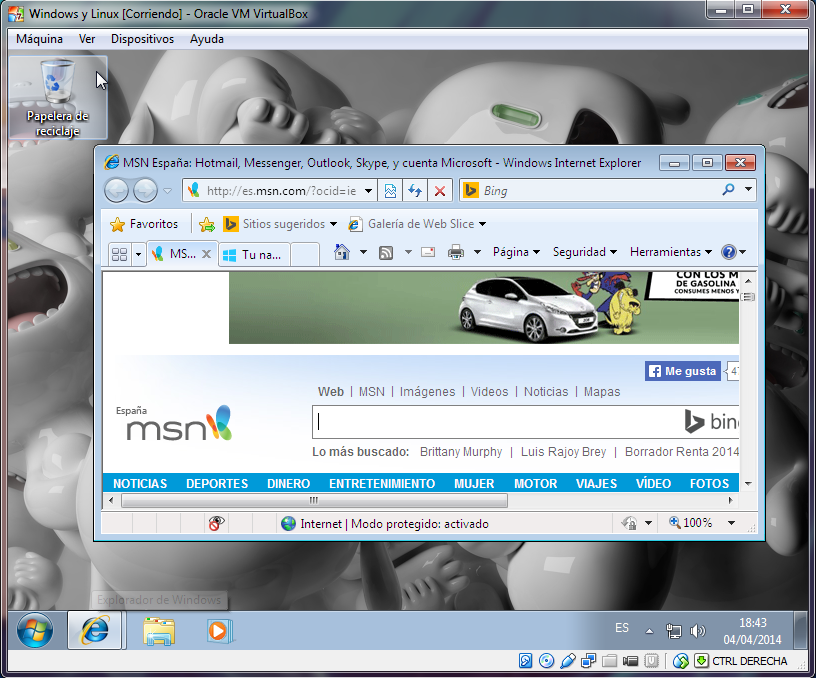 Windows y Linux [Corriendo] - Oracle VM VirtualBox
Máquina Ver Dispositivos Ayuda
Papelera de
reciclaje
MSN España: Hotmail, Messenger, Outlook, Skype, y cuenta Microsoft - Windows Internet Explorer
http://es.msn.com/?ocid=ie
Bing
Favoritos Sitios sugeridos Galería de Web Slice
MS... Tu na... Página Seguridad Herramientas
CON LOS M
DE GASOLINA
CONSUMES MENOS Y
Me gusta 47
Web | MSN | Imágenes | Videos | Noticias | Mapas
España
msn
bing
Lo más buscado: Brittany Murphy | Luis Rajoy Brey | Borrador Renta 2014
NOTICIAS DEPORTES DINERO ENTRETENIMIENTO MUJER MOTOR VIAJES VÍDEO FOTOS
Internet | Modo protegido: activado 100%
Explorador de Windows
ES 18:43
04/04/2014
CTRL DERECHA